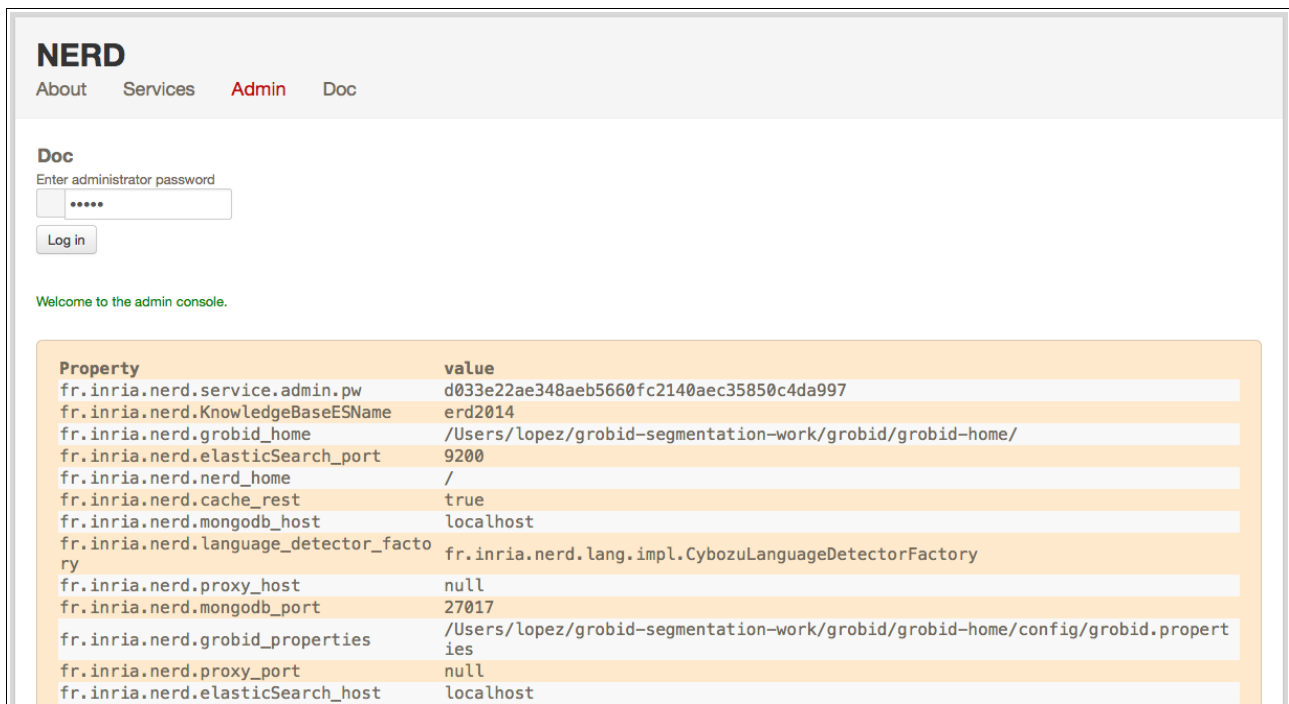 NERD
About Services Admin Doc
Doc
Enter administrator password
•••••
Log in
Welcome to the admin console.
Property value
fr.inria.nerd.service.admin.pw d033e22ae348aeb5660fc2140aec35850c4da997
fr.inria.nerd.KnowledgeBaseESName erd2014
fr.inria.nerd.grobid_home /Users/lopez/grobid-segmentation-work/grobid/grobid-home/
fr.inria.nerd.elasticSearch_port 9200
fr.inria.nerd.nerd_home /
fr.inria.nerd.cache_rest true
fr.inria.nerd.mongodb_host localhost
fr.inria.nerd.language_detector_facto
ry fr.inria.nerd.lang.impl.CybozuLanguageDetectorFactory
fr.inria.nerd.proxy_host null
fr.inria.nerd.mongodb_port 27017
fr.inria.nerd.grobid_properties /Users/lopez/grobid-segmentation-work/grobid/grobid-home/config/grobid.propert
ies
fr.inria.nerd.proxy_port null
fr.inria.nerd.elasticSearch_host localhost